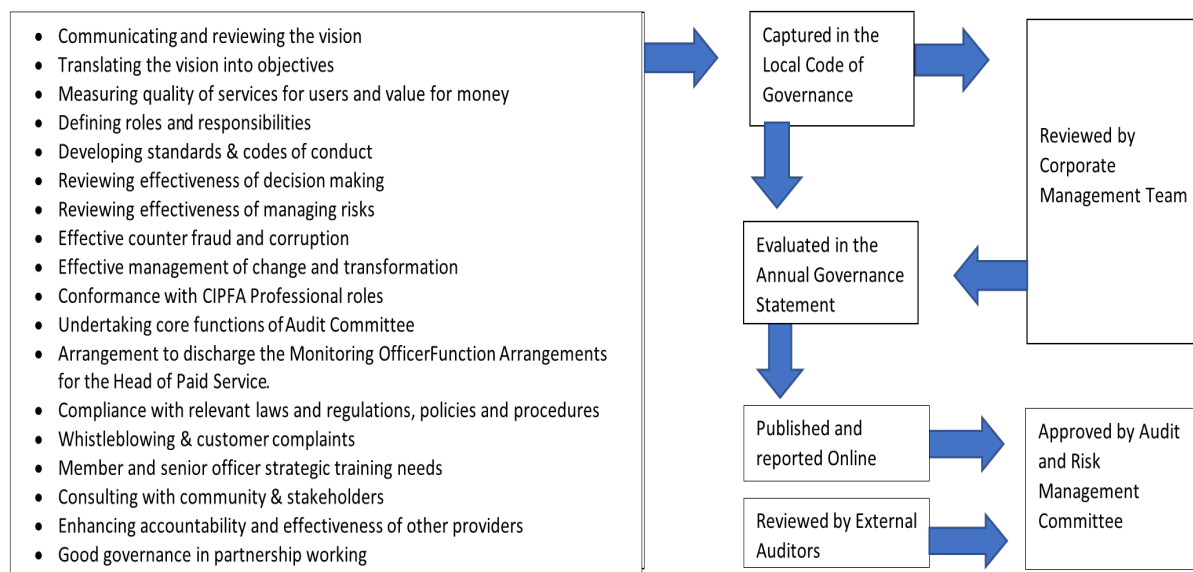 • Communicating and reviewing the vision
• Translating the vision into objectives
• Measuring quality of services for users and value for money
• Defining roles and responsibilities
• Developing standards & codes of conduct
• Reviewing effectiveness of decision making
• Reviewing effectiveness of managing risks
• Effective counter fraud and corruption
• Effective management of change and transformation
• Conformance with CIPFA Professional roles
• Undertaking core functions of Audit Committee
• Arrangement to discharge the Monitoring OfficerFunction Arrangements
for the Head of Paid Service.
• Compliance with relevant laws and regulations, policies and procedures
• Whistleblowing & customer complaints
• Member and senior officer strategic training needs
• Consulting with community & stakeholders
• Enhancing accountability and effectiveness of other providers
• Good governance in partnership working
Captured in the
Local Code of
Governance
Reviewed by
Corporate
Management Team
Evaluated in the
Annual Governance
Statement
Published and
reported Online
Approved by Audit
and Risk
Management
Committee
Reviewed by External
Auditors